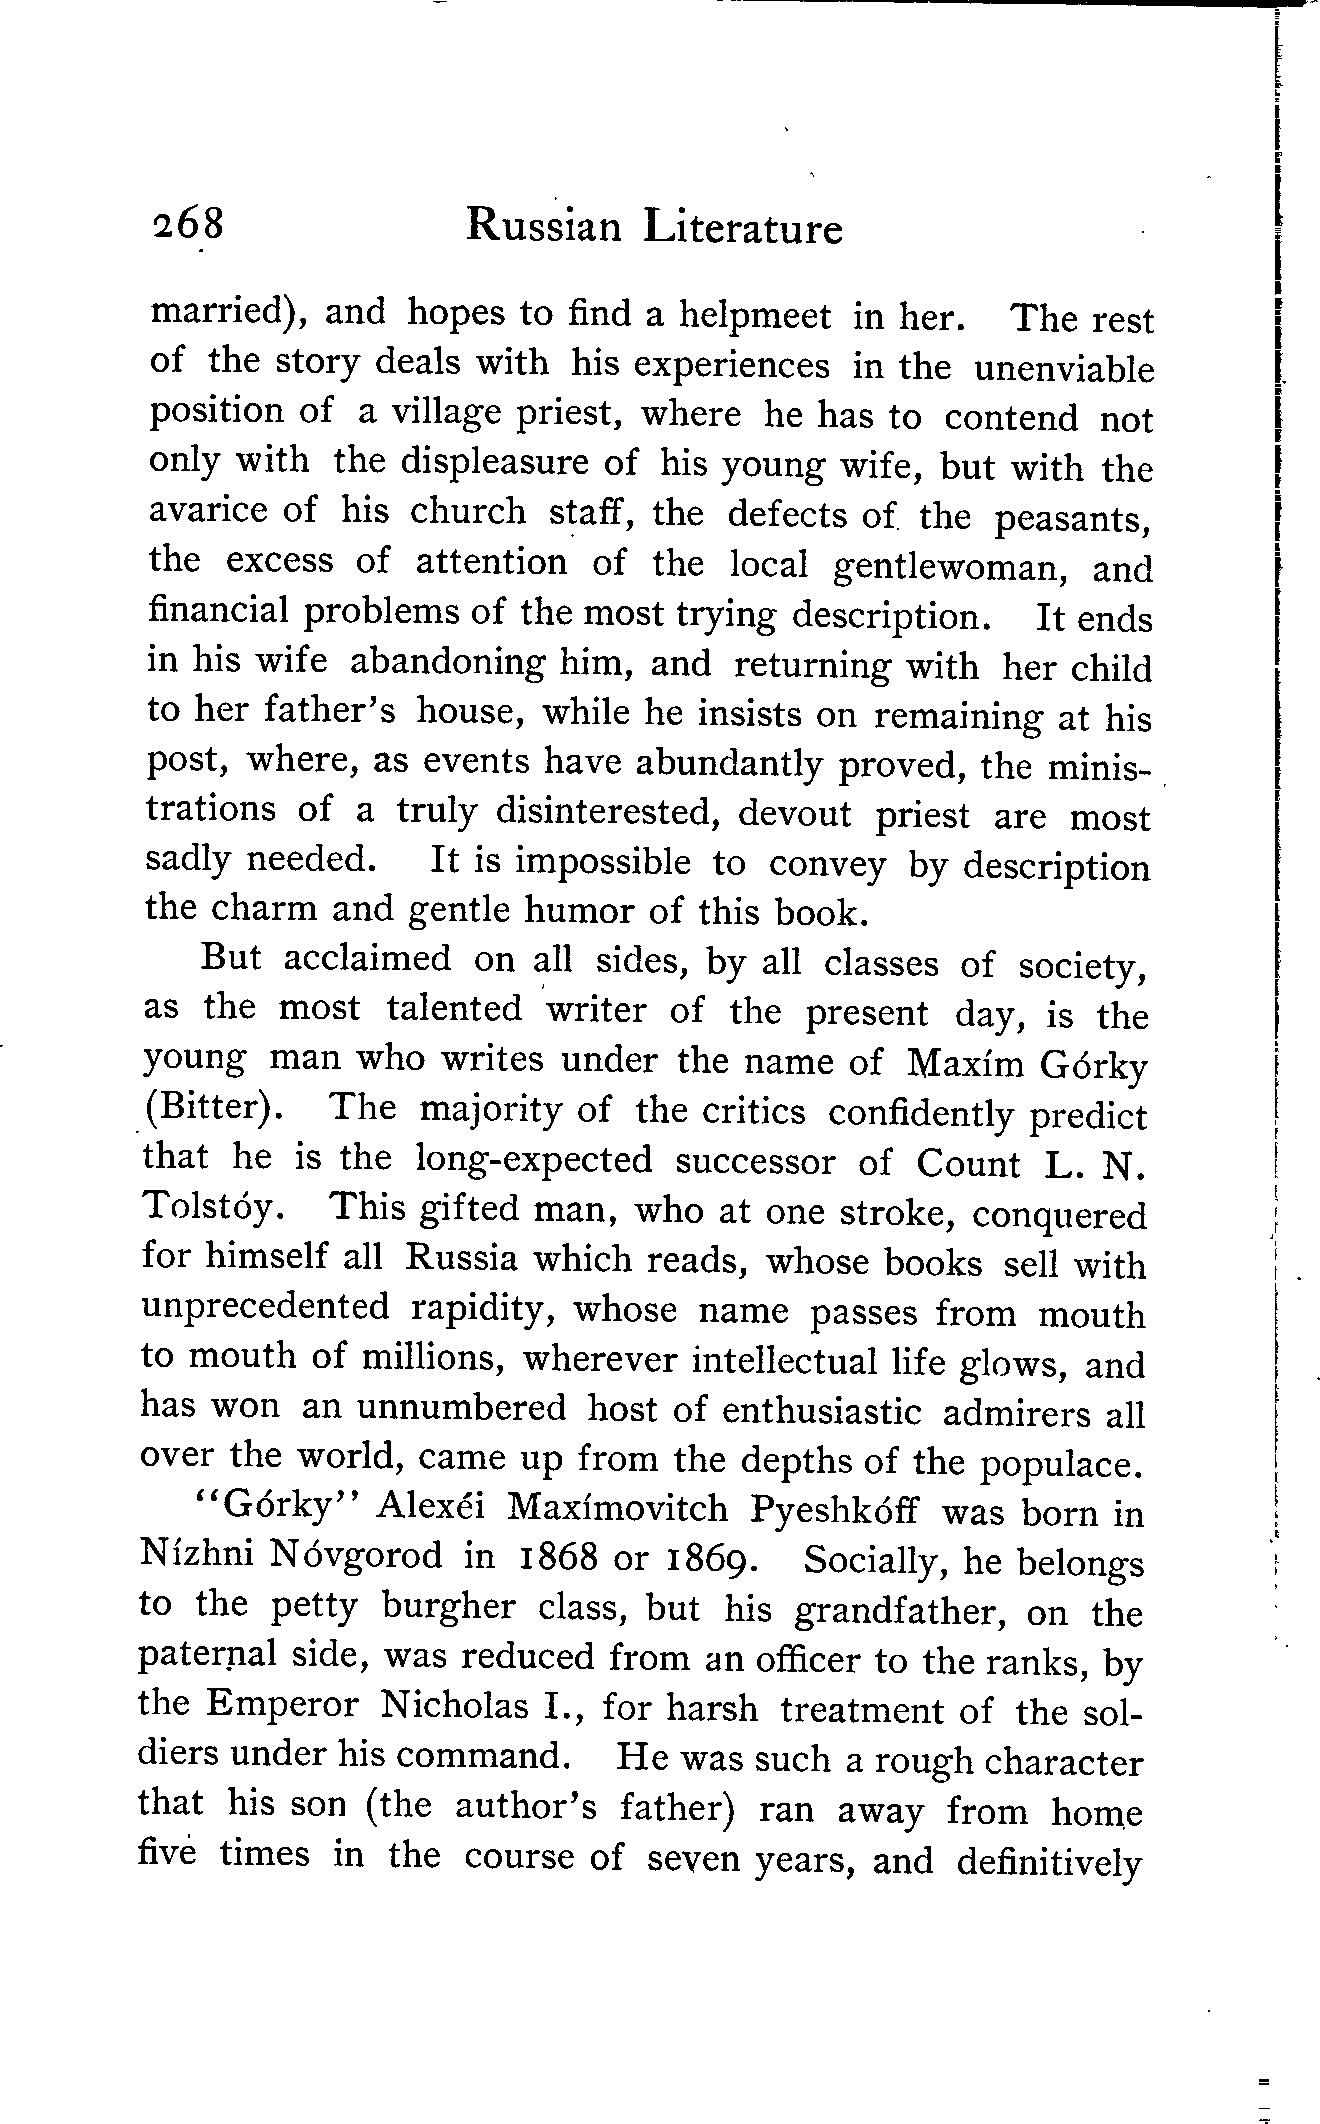 268 Russian Literature
married), and hopes to find a helpmeet in her. The rest
of the story deals with his experiences in the unenviable
position of a village priest, where he has to contend not
only with the displeasure of his young wife, but with the
avarice of his church staff, the defects of the peasants,
the excess of attention of the local gentlewoman, and
financial problems of the most trying description. It ends
in his wife abandoning him, and returning with her child
to her father's house, while he insists on remaining at his
post, where, as events have abundantly proved, the minis-
trations of a truly disinterested, devout priest are most
sadly needed. It is impossible to convey by description
the charm and gentle humor of this book.
But acclaimed on all sides, by all classes of society,
as the most talented writer of the present day, is the
young man who writes under the name of Maxím Górky
(Bitter). The majority of the critics confidently predict
that he is the long-expected successor of Count L. N.
Tolstóy. This gifted man, who at one stroke, conquered
for himself all Russia which reads, whose books sell with
unprecedented rapidity, whose name passes from mouth
to mouth of millions, wherever intellectual life glows, and
has won an unnumbered host of enthusiastic admirers all
over the world, came up from the depths of the populace.
"Górky" Alexéi Maxímovitch Pyeshkóff was born in
Nízhni Nóvgorod in 1868 or 1869. Socially, he belongs
to the petty burgher class, but his grandfather, on the
paternal side, was reduced from an officer to the ranks, by
the Emperor Nicholas I., for harsh treatment of the sol-
diers under his command. He was such a rough character
that his son (the author's father) ran away from home
five times in the course of seven years, and definitively